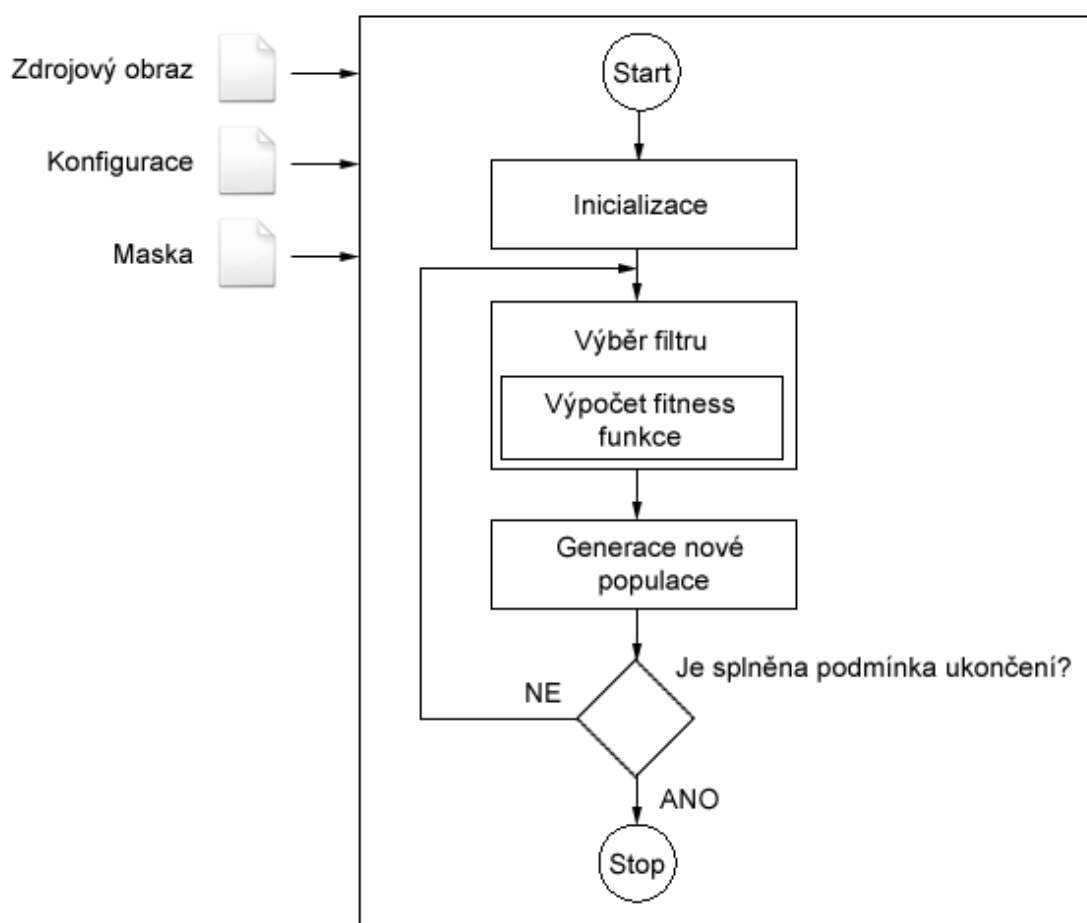 Zdrojový obraz
Konfigurace
Maska
Start
Inicializace
Výběr filtru
Výpočet fitness
funkce
Generace nové
populace
Je splněna podmínka ukončení?
NE
ANO
Stop